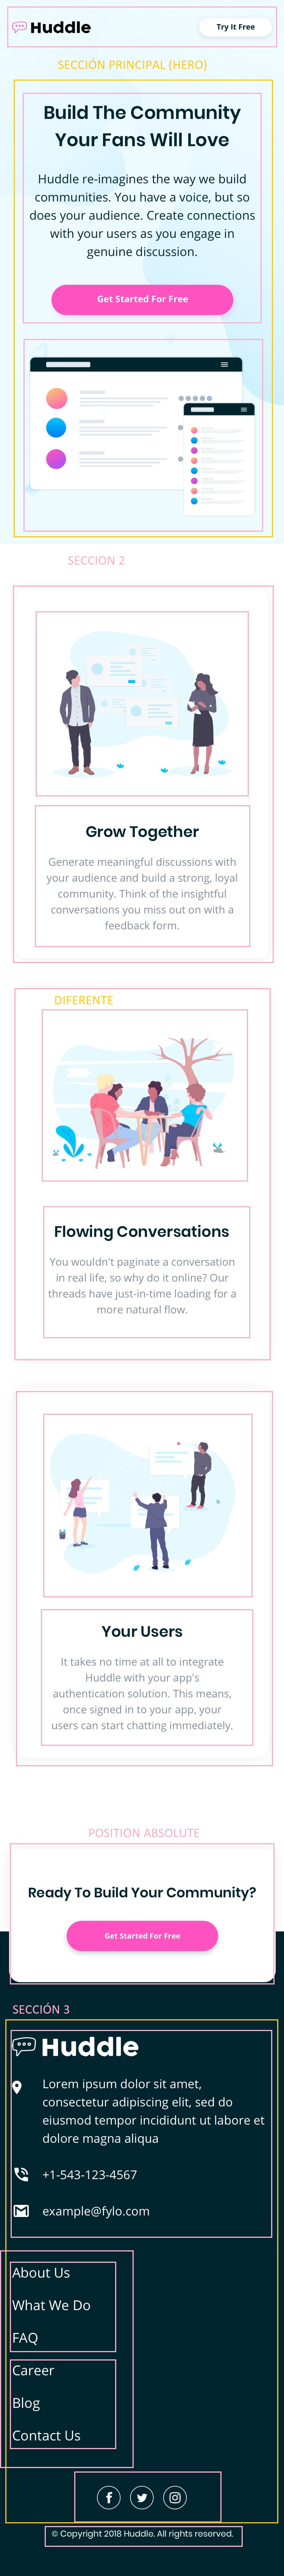 Huddle
Try It Free
SECCIÓN PRINCIPAL (HERO)
Build The Community
Your Fans Will Love
Huddle re-imagines the way we build
communities. You have a voice, but so
does your audience. Create connections
with your users as you engage in
genuine discussion.
Get Started For Free
SECCION 2
Grow Together
Generate meaningful discussions with
your audience and build a strong, loyal
community. Think of the insightful
conversations you miss out on with a
feedback form.
DIFERENTE
Flowing Conversations
You wouldn't paginate a conversation
in real life, so why do it online? Our
threads have just-in-time loading for a
more natural flow.
Your Users
It takes no time at all to integrate
Huddle with your app's
authentication solution. This means,
once signed in to your app, your
users can start chatting immediately.
POSITION ABSOLUTE
Ready To Build Your Community?
Get Started For Free
SECCIÓN 3
Huddle
Lorem ipsum dolor sit amet,
consectetur adipiscing elit, sed do
eiusmod tempor incididunt ut labore et
dolore magna aliqua
+1-543-123-4567
example@fylo.com
About Us
What We Do
FAQ
Career
Blog
Contact Us
© Copyright 2018 Huddle. All rights reserved.